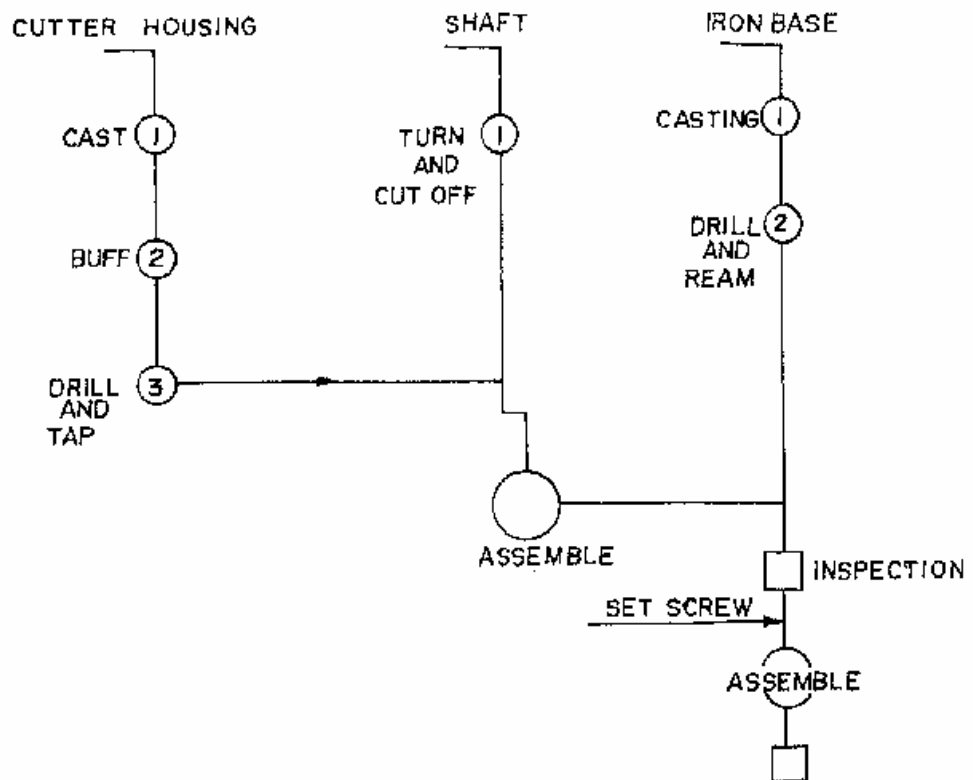 CUTTER HOUSING
SHAFT
IRON BASE
CAST 1
TURN 1
AND
CUT OFF
CASTING 1
BUFF 2
DRILL 2
AND
REAM
DRILL 3
AND
TAP
ASSEMBLE
INSPECTION
SET SCREW
ASSEMBLE